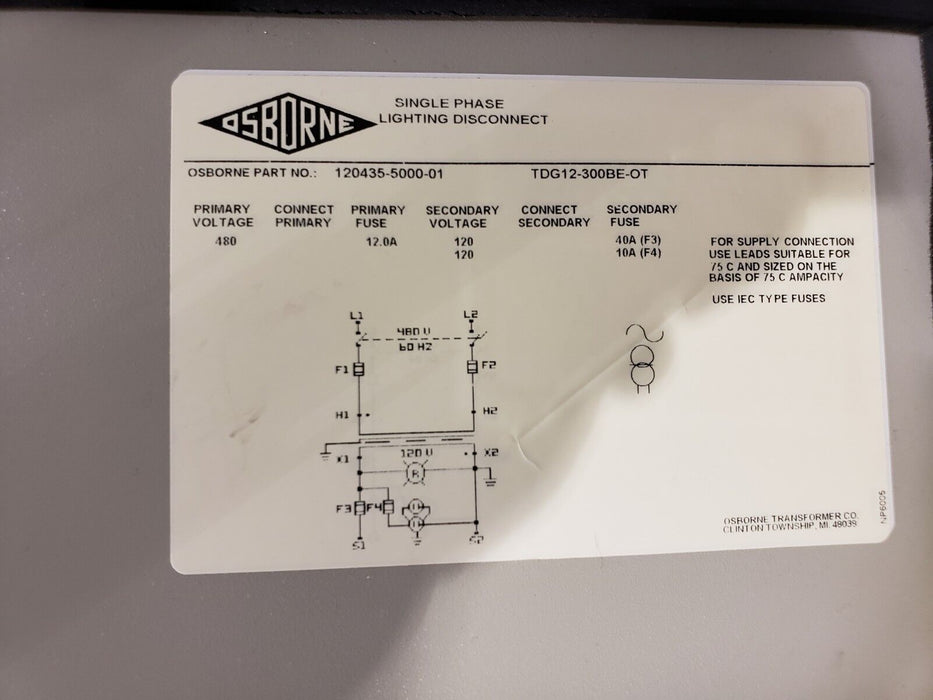 OSBORNE
SINGLE PHASE
LIGHTING DISCONNECT
OSBORNE PART NO.: 120435-5000-01 TDG12-300BE-OT
PRIMARY CONNECT PRIMARY SECONDARY CONNECT SECONDARY
VOLTAGE PRIMARY FUSE VOLTAGE SECONDARY FUSE
480 12.0A 120 40A (F3)
120 10A (F4)
FOR SUPPLY CONNECTION
USE LEADS SUITABLE FOR
75 C AND SIZED ON THE
BASIS OF 75 C AMPACITY
USE IEC TYPE FUSES
L1 L2
480 V
60 HZ
F1 F2
H1 H2
X1 120 V X2
R
F3 F4
S1 S2
OSBORNE TRANSFORMER CO.
CLINTON TOWNSHIP, MI. 48039
NP6005